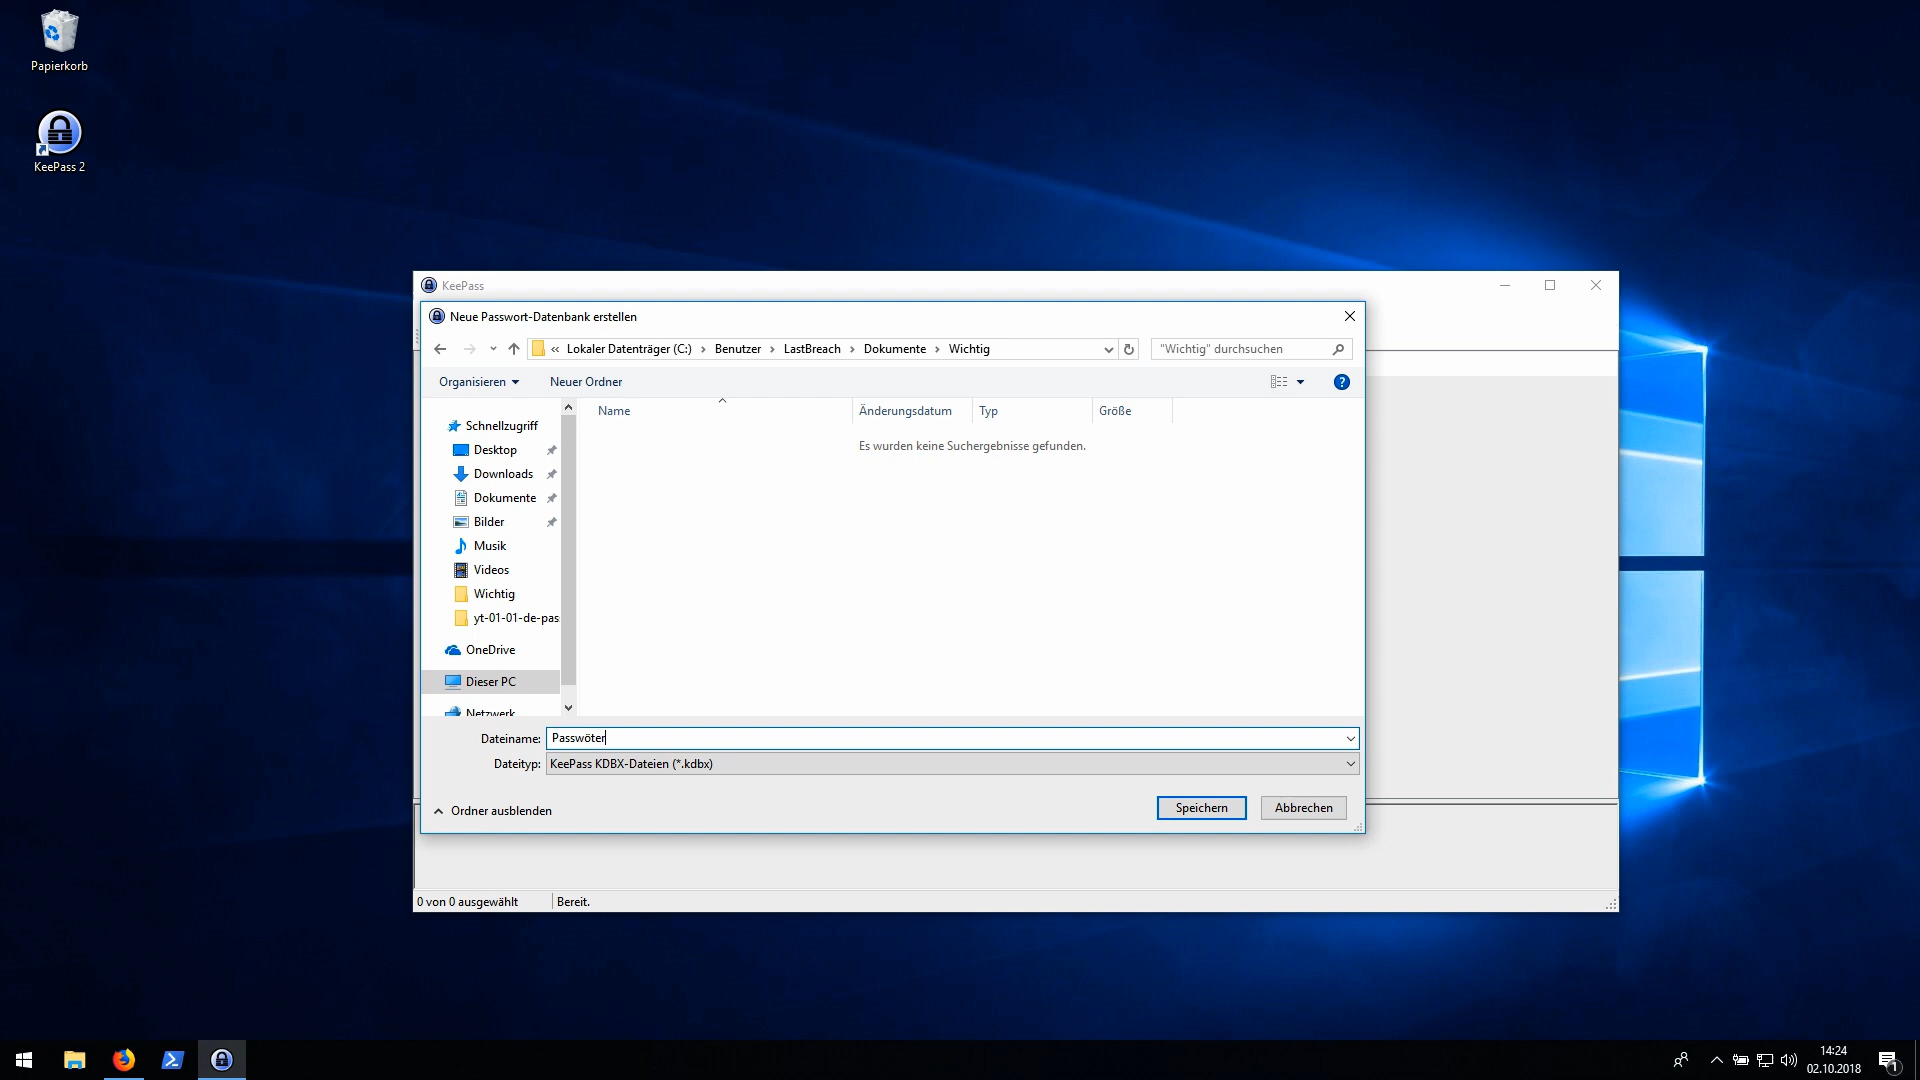 Papierkorb
KeePass 2
KeePass
Neue Passwort-Datenbank erstellen
« Lokaler Datenträger (C:) › Benutzer › LastBreach › Dokumente › Wichtig
"Wichtig" durchsuchen
Organisieren
Neuer Ordner
?
Name
Änderungsdatum
Typ
Größe
Es wurden keine Suchergebnisse gefunden.
Schnellzugriff
Desktop
Downloads
Dokumente
Bilder
Musik
Videos
Wichtig
yt-01-01-de-pas
OneDrive
Dieser PC
Netzwerk
Dateiname: Passwöter
Dateityp: KeePass KDBX-Dateien (*.kdbx)
Ordner ausblenden
Speichern
Abbrechen
0 von 0 ausgewählt
Bereit.
14:24
02.10.2018
1